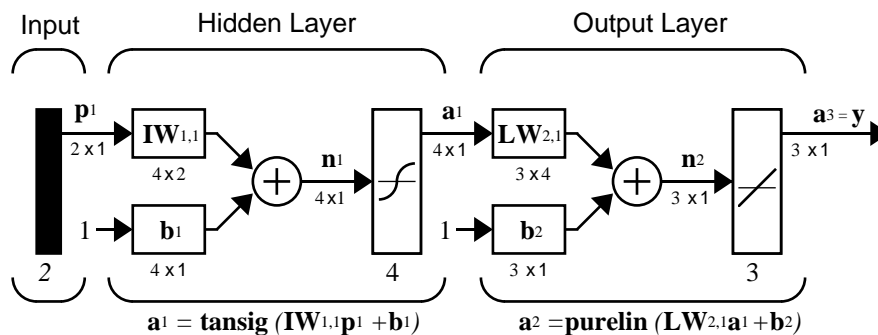 Input Hidden Layer Output Layer
p1 a1 a3 = y
IW1,1 LW2,1
2 x 1 n1 4 x 1 n2 3 x 1
4 x 2 4 x 1 3 x 4 3 x 1
1 b1 1 b2
2 4 x 1 4 3 x 1 3
a1 = tansig (IW1,1p1 + b1) a2 =purelin (LW2,1a1 +b2)